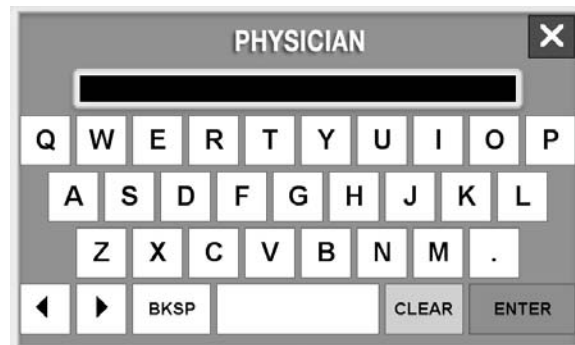 PHYSICIAN X
Q W E R T Y U I O P
A S D F G H J K L
Z X C V B N M .
BKSP CLEAR ENTER